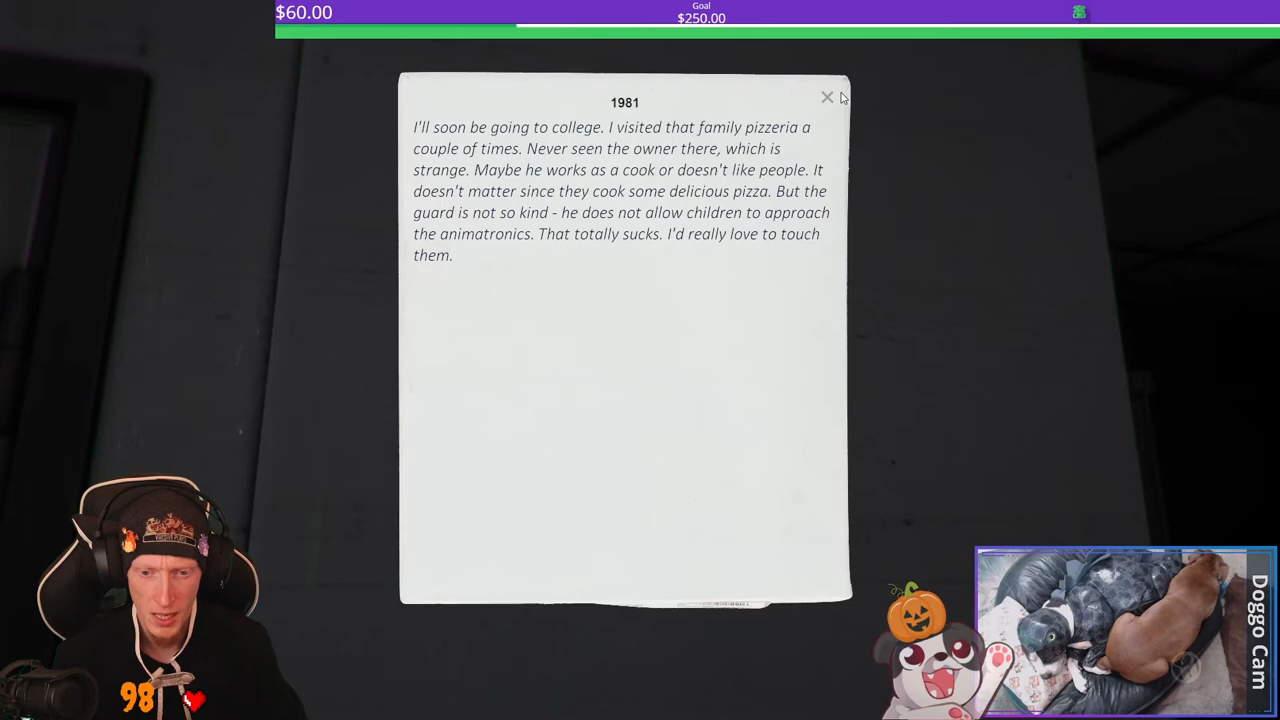 $60.00
Goal
$250.00
1981
I'll soon be going to college. I visited that family pizzeria a
couple of times. Never seen the owner there, which is
strange. Maybe he works as a cook or doesn't like people. It
doesn't matter since they cook some delicious pizza. But the
guard is not so kind - he does not allow children to approach
the animatronics. That totally sucks. I'd really love to touch
them.
98
Doggo Cam